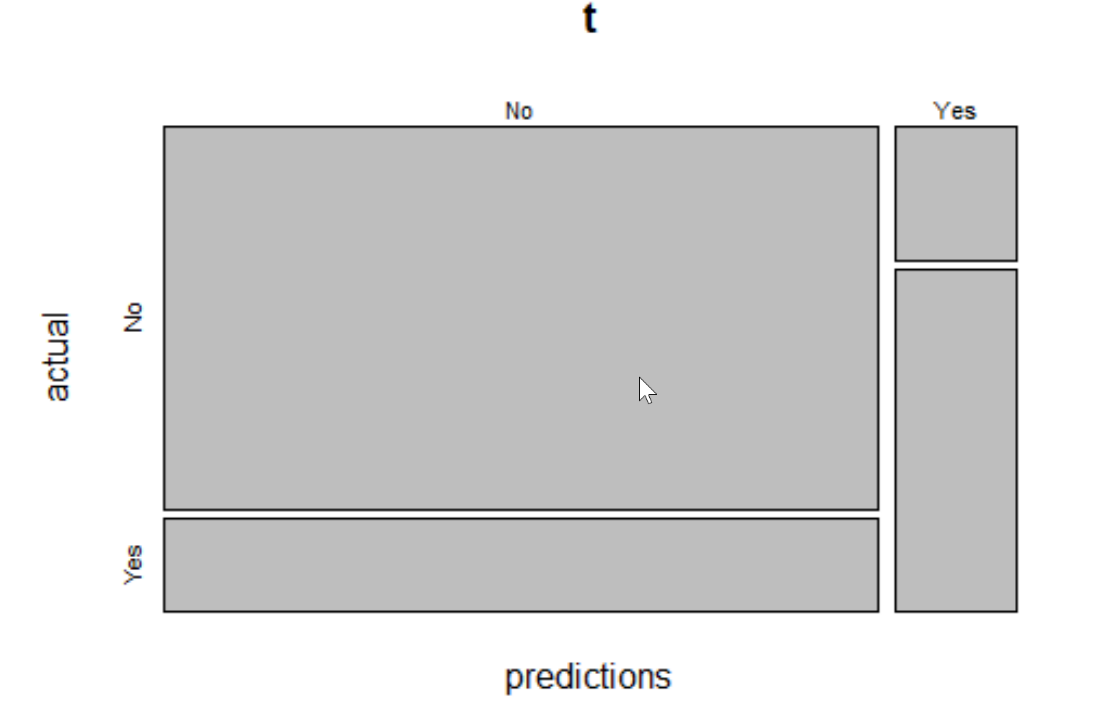 t
No
Yes
actual
No
Yes
predictions